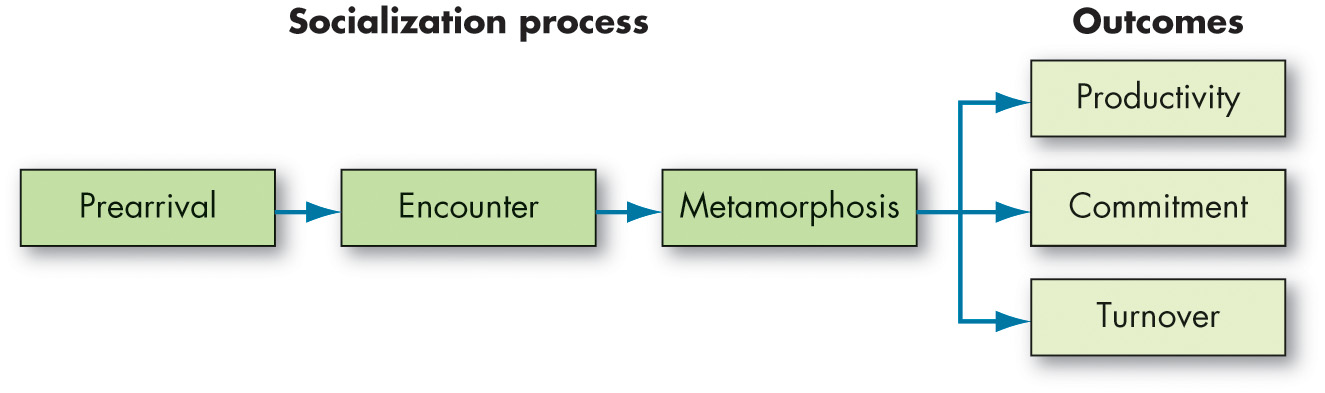 Socialization process
Outcomes
Productivity
Prearrival
Encounter
Metamorphosis
Commitment
Turnover